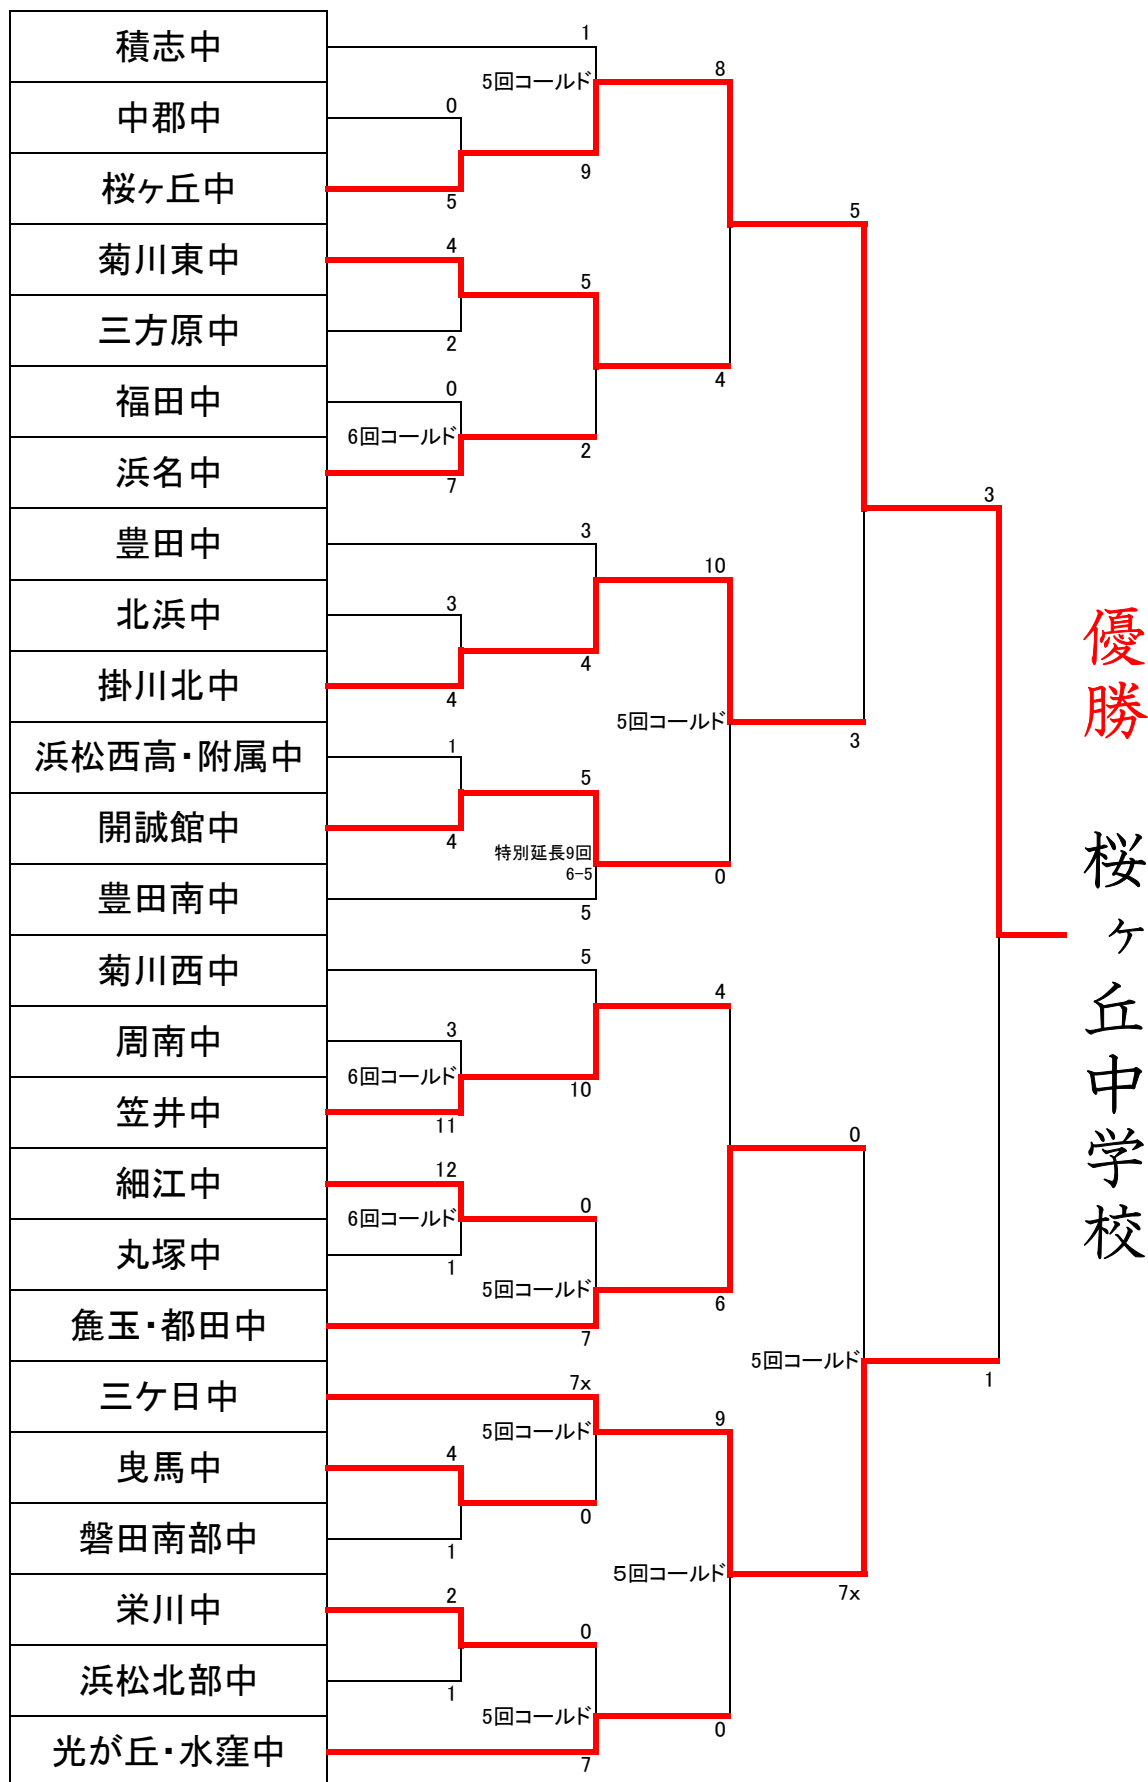 積志中
1
8
5回コールド
中郡中
0
桜ヶ丘中
9
5
5
菊川東中
4
5
三方原中
2
4
福田中
0
6回コールド
2
浜名中
7
3
豊田中
3
10
北浜中
3
4
掛川北中
4
5回コールド
3
浜松西高・附属中
1
5
開誠館中
4
特別延長9回
6-5
0
豊田南中
5
菊川西中
5
4
周南中
3
6回コールド
10
笠井中
11
0
細江中
12
0
6回コールド
丸塚中
1
5回コールド
6
麁玉・都田中
7
5回コールド
1
三ケ日中
7x
9
5回コールド
曳馬中
4
0
磐田南部中
1
5回コールド
7x
栄川中
2
0
浜松北部中
1
5回コールド
0
光が丘・水窪中
7
優勝 桜ヶ丘中学校